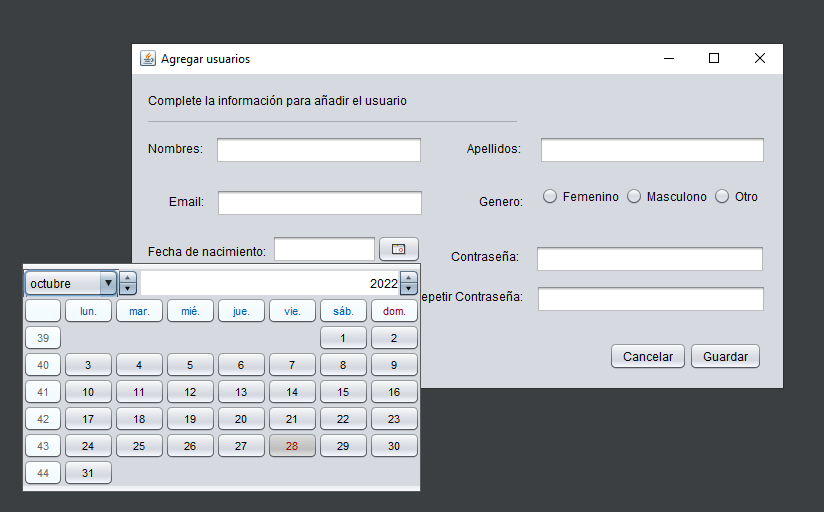 Agregar usuarios
Complete la información para añadir el usuario
Nombres: Apellidos:
Email: Genero: Femenino Masculono Otro
Fecha de nacimiento: Contraseña:
epetir Contraseña:
Cancelar Guardar
octubre 2022
lun. mar. mié. jue. vie. sáb. dom.
39 1 2
40 3 4 5 6 7 8 9
41 10 11 12 13 14 15 16
42 17 18 19 20 21 22 23
43 24 25 26 27 28 29 30
44 31